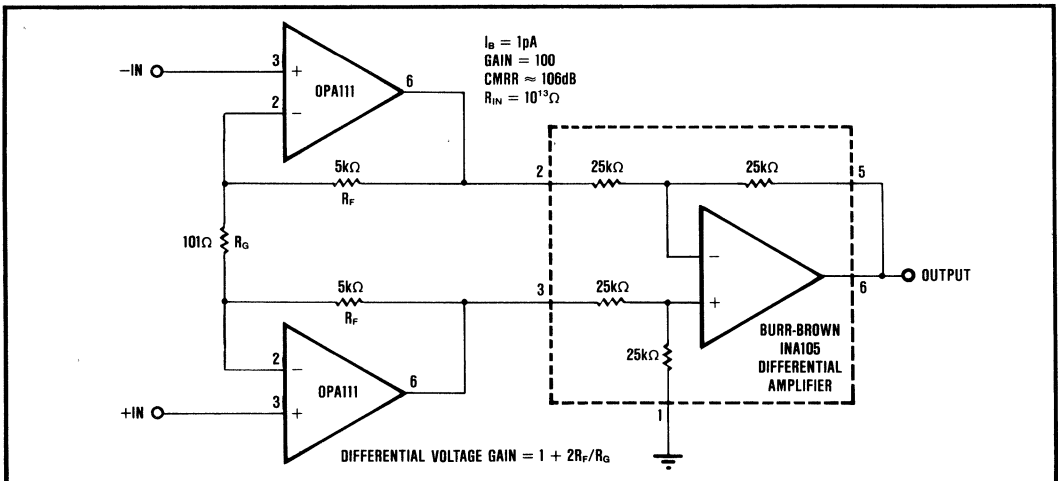 I_B = 1pA
GAIN = 100
CMRR ≈ 106dB
R_IN = 10¹³Ω
−IN
3
+
OPA111
6
2
−
5kΩ
R_F
101Ω
R_G
5kΩ
R_F
2
−
OPA111
6
+IN
3
+
2
25kΩ
25kΩ
5
−
3
25kΩ
+
6
OUTPUT
25kΩ
1
BURR-BROWN
INA105
DIFFERENTIAL
AMPLIFIER
DIFFERENTIAL VOLTAGE GAIN = 1 + 2R_F/R_G